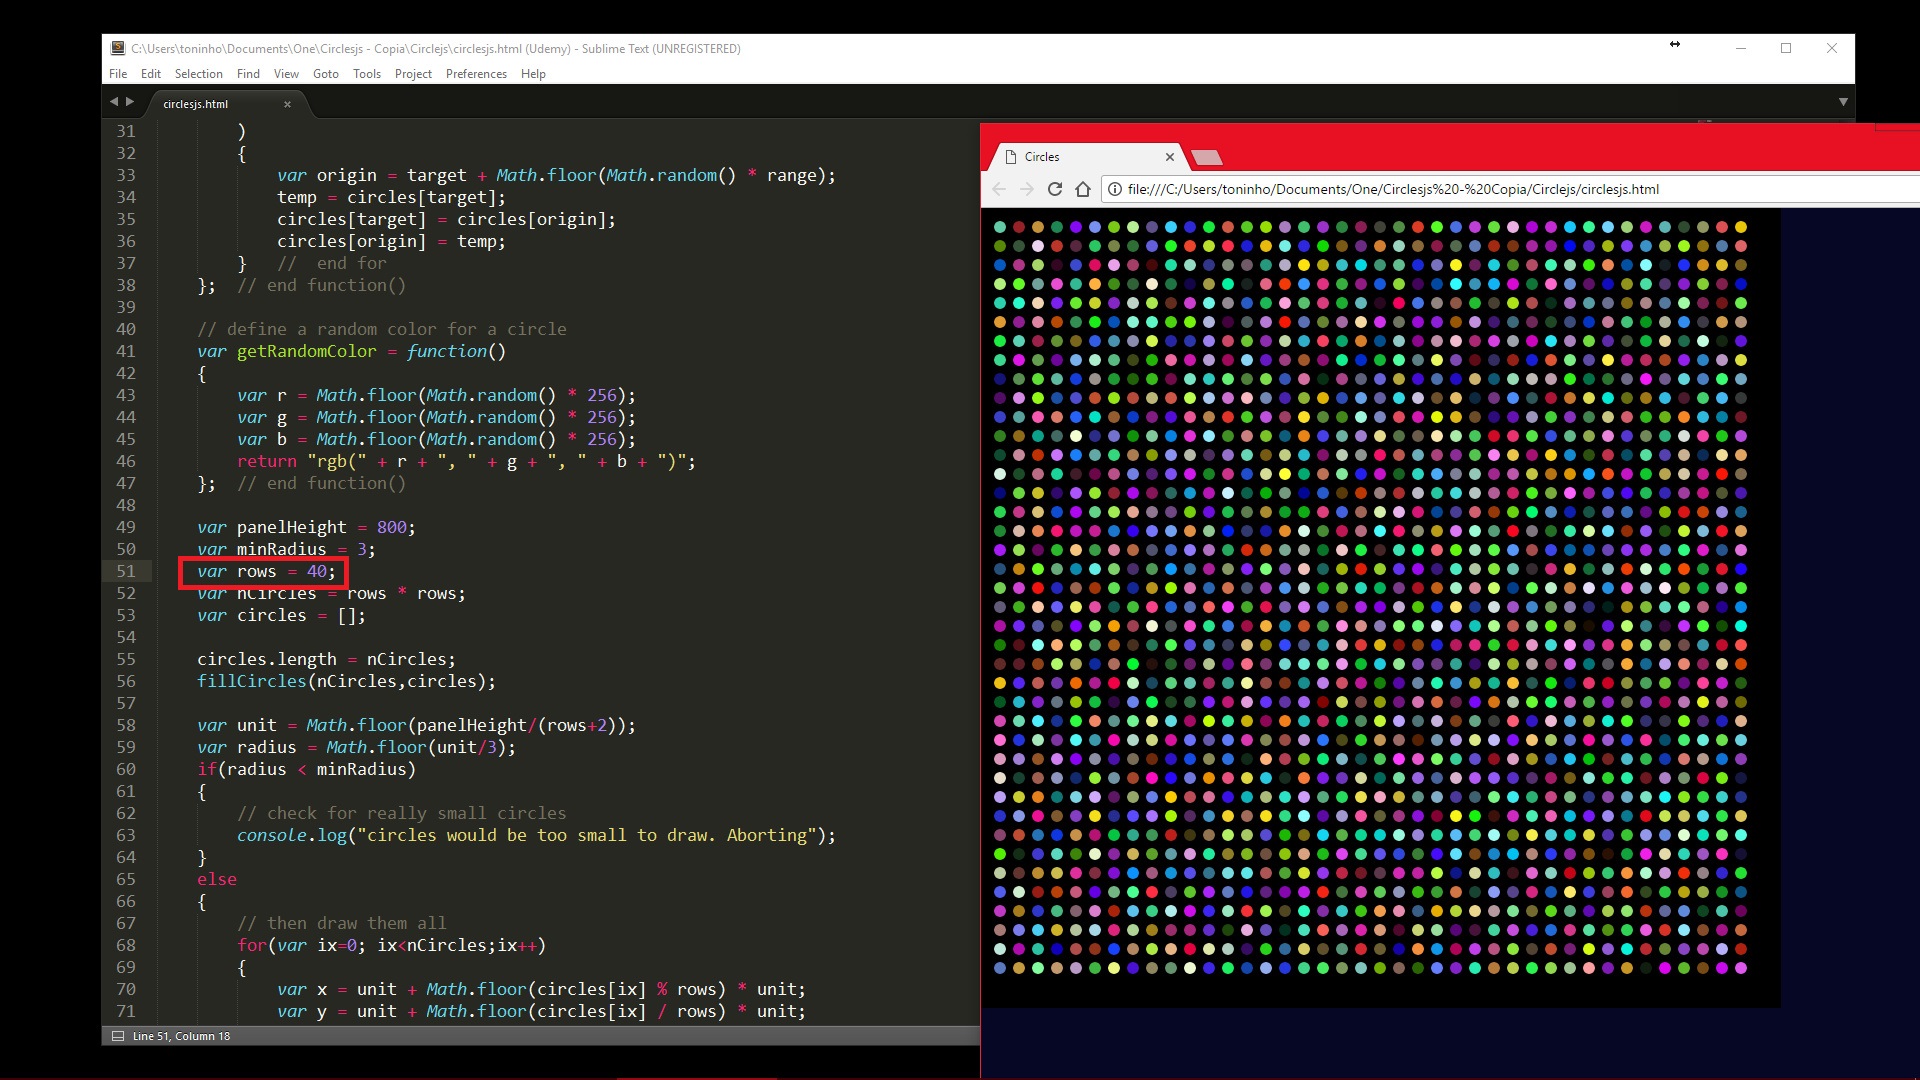 C:\Users\toninho\Documents\One\Circlesjs - Copia\Circlejs\circlesjs.html (Udemy) - Sublime Text (UNREGISTERED)
File Edit Selection Find View Goto Tools Project Preferences Help
circlesjs.html
31 )
32 {
33 var origin = target + Math.floor(Math.random() * range);
34 temp = circles[target];
35 circles[target] = circles[origin];
36 circles[origin] = temp;
37 } // end for
38 }; // end function()
39
40 // define a random color for a circle
41 var getRandomColor = function()
42 {
43 var r = Math.floor(Math.random() * 256);
44 var g = Math.floor(Math.random() * 256);
45 var b = Math.floor(Math.random() * 256);
46 return "rgb(" + r + ", " + g + ", " + b + ")";
47 }; // end function()
48
49 var panelHeight = 800;
50 var minRadius = 3;
51 var rows = 40;
52 var nCircles = rows * rows;
53 var circles = [];
54
55 circles.length = nCircles;
56 fillCircles(nCircles,circles);
57
58 var unit = Math.floor(panelHeight/(rows+2));
59 var radius = Math.floor(unit/3);
60 if(radius < minRadius)
61 {
62 // check for really small circles
63 console.log("circles would be too small to draw. Aborting");
64 }
65 else
66 {
67 // then draw them all
68 for(var ix=0; ix<nCircles;ix++)
69 {
70 var x = unit + Math.floor(circles[ix] % rows) * unit;
71 var y = unit + Math.floor(circles[ix] / rows) * unit;
Line 51, Column 18
Circles
file:///C:/Users/toninho/Documents/One/Circlesjs%20-%20Copia/Circlejs/circlesjs.html